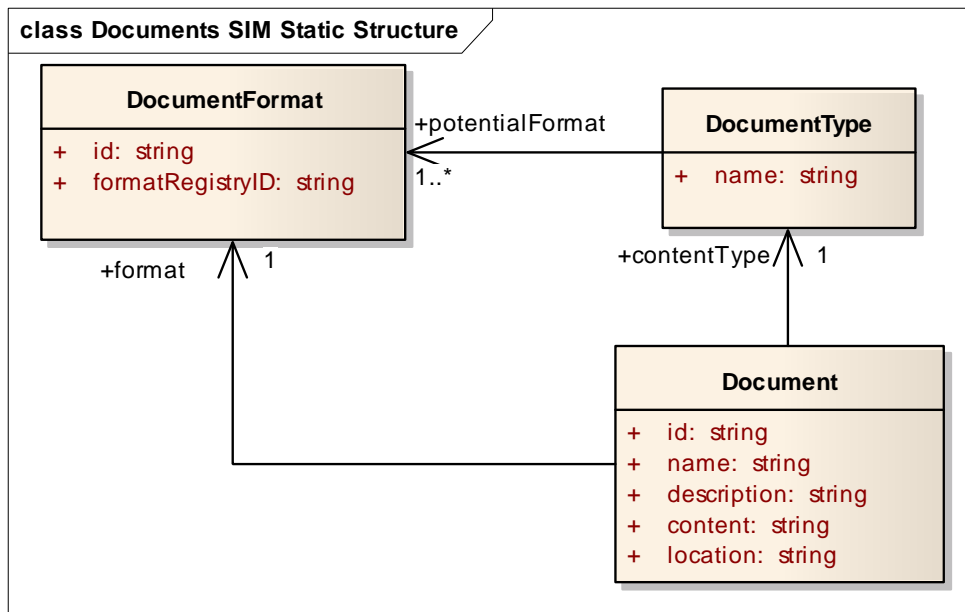 class Documents SIM Static Structure
DocumentFormat
+ id: string
+ formatRegistryID: string
+potentialFormat
1..*
DocumentType
+ name: string
+format
1
+contentType
1
Document
+ id: string
+ name: string
+ description: string
+ content: string
+ location: string